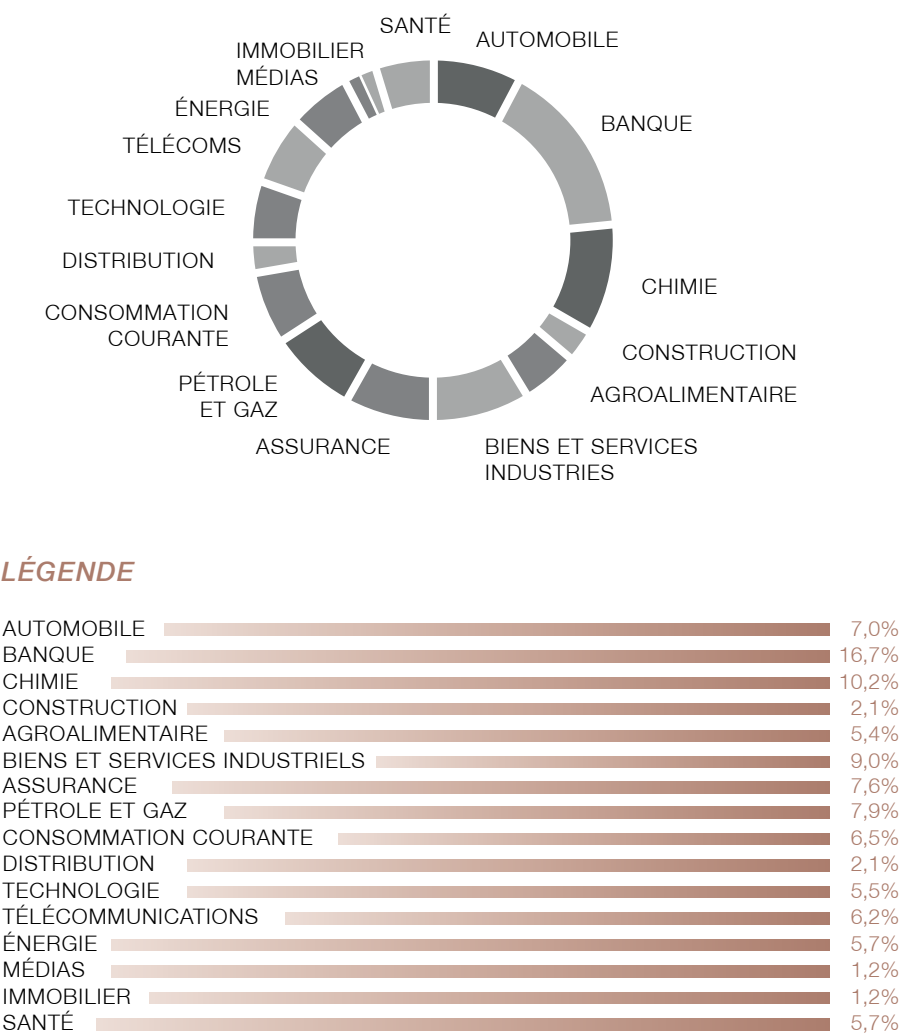 SANTÉ
AUTOMOBILE
IMMOBILIER
MÉDIAS
ÉNERGIE
BANQUE
TÉLÉCOMS
TECHNOLOGIE
DISTRIBUTION
CHIMIE
CONSOMMATION
COURANTE
CONSTRUCTION
PÉTROLE
ET GAZ
AGROALIMENTAIRE
ASSURANCE
BIENS ET SERVICES
INDUSTRIES
LÉGENDE
AUTOMOBILE 7,0%
BANQUE 16,7%
CHIMIE 10,2%
CONSTRUCTION 2,1%
AGROALIMENTAIRE 5,4%
BIENS ET SERVICES INDUSTRIELS 9,0%
ASSURANCE 7,6%
PÉTROLE ET GAZ 7,9%
CONSOMMATION COURANTE 6,5%
DISTRIBUTION 2,1%
TECHNOLOGIE 5,5%
TÉLÉCOMMUNICATIONS 6,2%
ÉNERGIE 5,7%
MÉDIAS 1,2%
IMMOBILIER 1,2%
SANTÉ 5,7%